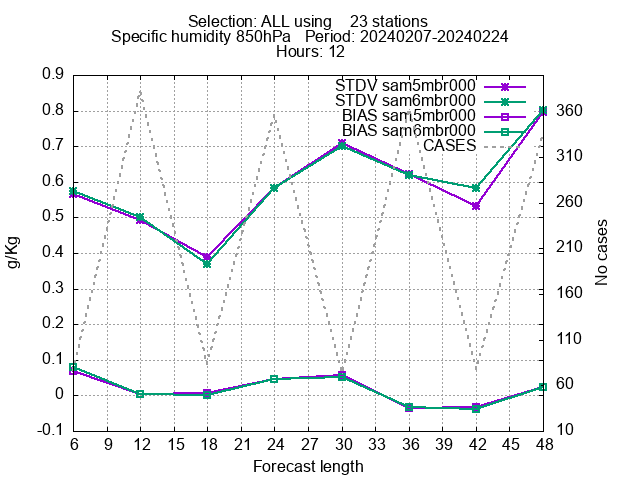 Selection: ALL using    23 stations
Specific humidity 850hPa   Period: 20240207-20240224
Hours: 12
STDV sam5mbr000
STDV sam6mbr000
BIAS sam5mbr000
BIAS sam6mbr000
CASES
0.9
0.8
0.7
0.6
0.5
0.4
0.3
0.2
0.1
0
-0.1
g/Kg
360
310
260
210
160
110
60
10
No cases
6 9 12 15 18 21 24 27 30 33 36 39 42 45 48
Forecast length